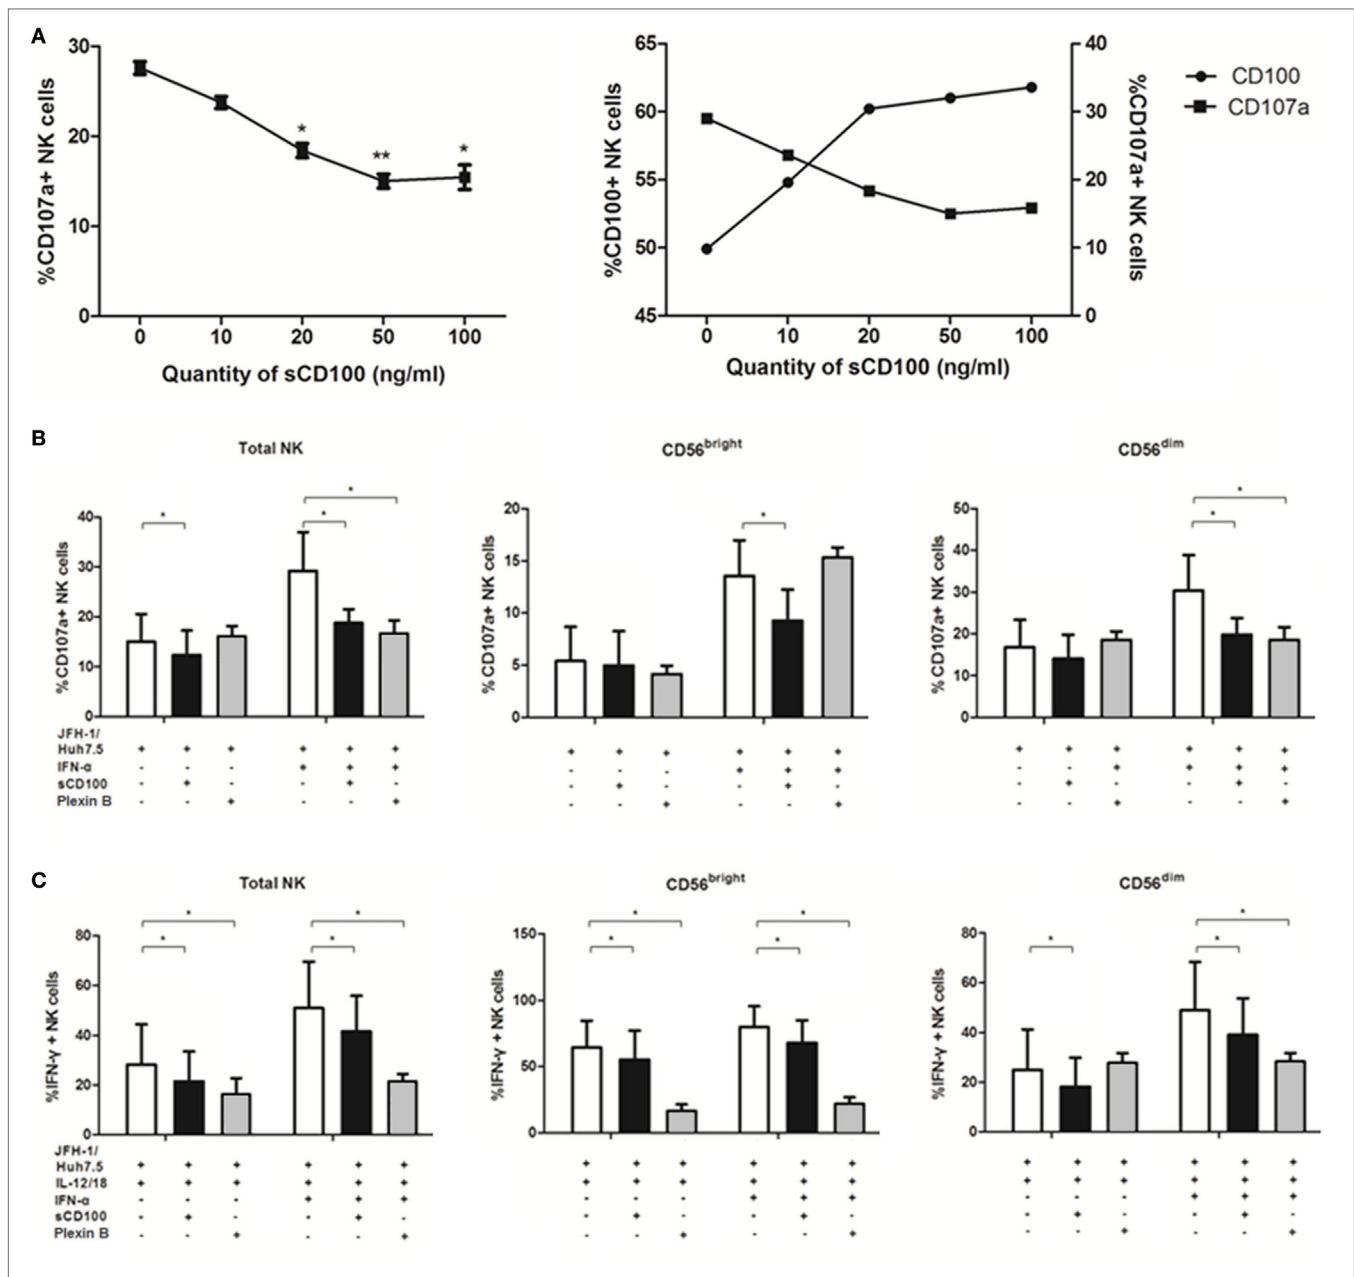 A
30
20
10
0
%CD107a+ NK cells
*
**
*
0 10 20 50 100
Quantity of sCD100 (ng/ml)
65
60
55
50
45
%CD100+ NK cells
40
30
20
10
0
%CD107a+ NK cells
0 10 20 50 100
Quantity of sCD100 (ng/ml)
CD100
CD107a
B
Total NK
40
30
20
10
0
%CD107a+ NK cells
*
*
*
CD56bright
20
15
10
5
0
% CD107a+ NK cells
*
CD56dim
50
40
30
20
10
0
% CD107a+ NK cells
*
*
JFH-1/
Huh7.5 + + + + + + + + + + + + + + + + + +
IFN-α - - - + + + - - - + + + - - + + + +
sCD100 - + - - + - - + - - + - - + - - + -
Plexin B - - + - - + - - + - - + - - + - - +
C
Total NK
80
60
40
20
0
%IFN-γ + NK cells
*
*
*
*
CD56bright
150
100
50
0
%IFN-γ + NK cells
*
*
*
*
CD56dim
80
60
40
20
0
%IFN-γ + NK cells
*
*
*
JFH-1/
Huh7.5 + + + + + + + + + + + + + + + + + +
IL-12/18 + + + + + + + + + + + + + + + + + +
IFN-α - - - + + + - - - + + + - - - + + +
sCD100 - + - - + - - + - - + - - + - - + -
Plexin B - - + - - + - - + - - + - - + - - +